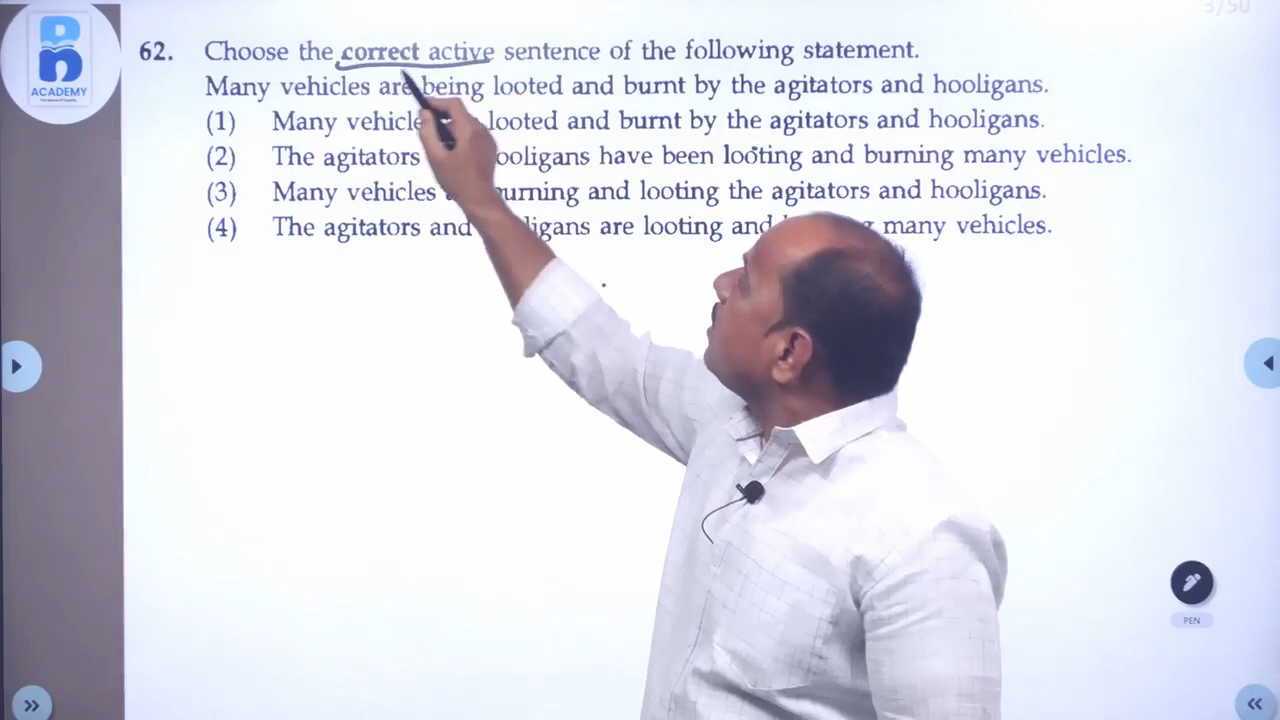 3/50
ACADEMY
62. Choose the correct active sentence of the following statement.
Many vehicles are being looted and burnt by the agitators and hooligans.
(1) Many vehicle looted and burnt by the agitators and hooligans.
(2) The agitators ooligans have been looting and burning many vehicles.
(3) Many vehicles urning and looting the agitators and hooligans.
(4) The agitators and ligans are looting and many vehicles.
PEN